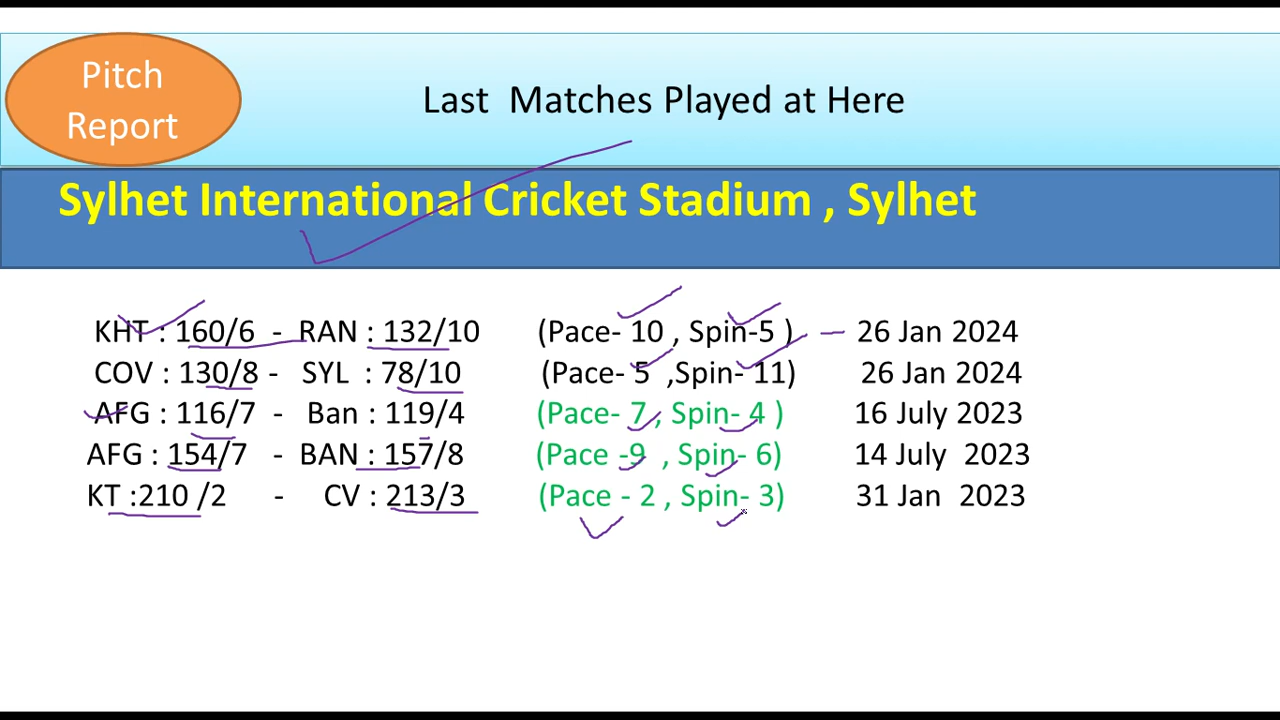 Pitch
Report
Last Matches Played at Here
Sylhet International Cricket Stadium , Sylhet
KHT : 160/6 - RAN : 132/10 (Pace- 10 , Spin-5 ) 26 Jan 2024
COV : 130/8 - SYL : 78/10 (Pace- 5 ,Spin- 11) 26 Jan 2024
AFG : 116/7 - Ban : 119/4 (Pace- 7 , Spin- 4 ) 16 July 2023
AFG : 154/7 - BAN : 157/8 (Pace -9 , Spin- 6) 14 July 2023
KT :210 /2 - CV : 213/3 (Pace - 2 , Spin- 3) 31 Jan 2023